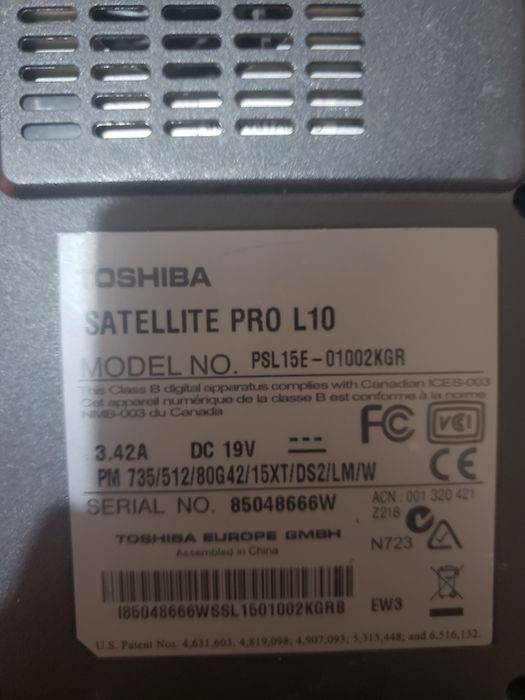 TOSHIBA
SATELLITE PRO L10
MODEL NO. PSL15E-01002KGR
This Class B digital apparatus complies with Canadian ICES-003
Cet appareil numérique de la classe B est conforme à la norme
NMB-003 du Canada
FC VCI
3.42A DC 19V
CE
PM 735/512/80G42/15XT/DS2/LM/W
SERIAL NO. 85048666W
ACN : 001 320 421
Z218
N723
TOSHIBA EUROPE GMBH
Assembled in China
I85048666WSSL1501002KGRB
EW3
U.S. Patent Nos. 4,631,603; 4,819,098; 4,907,093; 5,315,448; and 6,516,132.